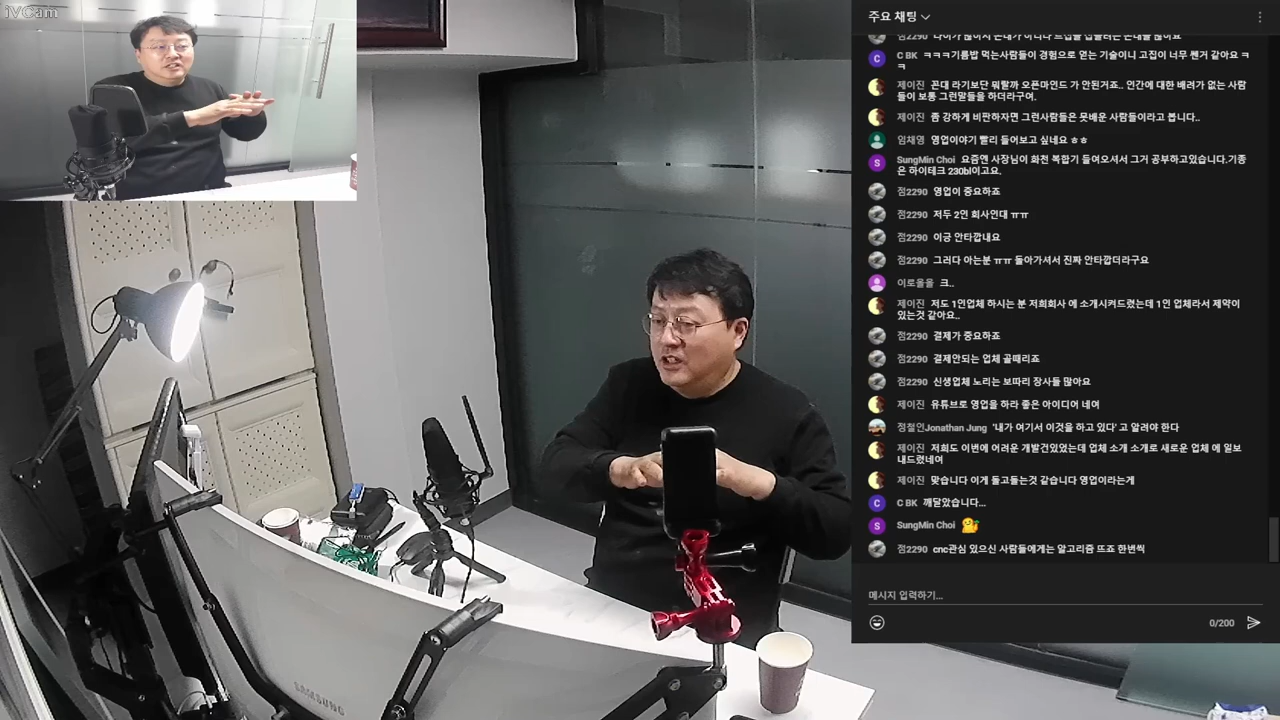 iVCam
주요 채팅
점2290
C BK ㅋㅋㅋ기름밥 먹는사람들이 경험으로 얻는 기술이니 고집이 너무 쎈거 같아요 ㅋ
ㅋ
제이진 꼰대 라기보단 뭐랄까 오픈마인드 가 안된거죠.. 인간에 대한 배려가 없는 사람
들이 보통 그런말들을 하더라구여.
제이진 좀 강하게 비판하자면 그런사람들은 못배운 사람들이라고 봅니다..
임채영 영업이야기 빨리 들어보고 싶네요 ㅎㅎ
SungMin Choi 요즘엔 사장님이 화전 복합기 들여오셔서 그거 공부하고있습니다.기종
은 하이테크 230bl이고요.
점2290 영업이 중요하죠
점2290 저두 2인 회사인대 ㅠㅠ
점2290 이긍 안타깝내요
점2290 그러다 아는분 ㅠㅠ 돌아가셔서 진짜 안타깝더라구요
이로울올 크..
제이진 저도 1인업체 하시는 분 저희회사 에 소개시켜드렸는데 1인 업체라서 제약이
있는것 같아요..
점2290 결제가 중요하죠
점2290 결제안되는 업체 골때리죠
점2290 신생업체 노리는 보따리 장사들 많아요
제이진 유튜브로 영업을 하라 좋은 아이디어 네여
정철인Jonathan Jung '내가 여기서 이것을 하고 있다' 고 알려야 한다
제이진 저희도 이번에 어려운 개발건있었는데 업체 소개 소개로 새로운 업체 에 일보
내드렸네여
제이진 맞습니다 이게 돌고돌는것 같습니다 영업이라는게
C BK 깨달았습니다...
SungMin Choi
점2290 cnc관심 있으신 사람들에게는 알고리즘 뜨죠 한번씩
메시지 입력하기...
0/200
SAMSUNG